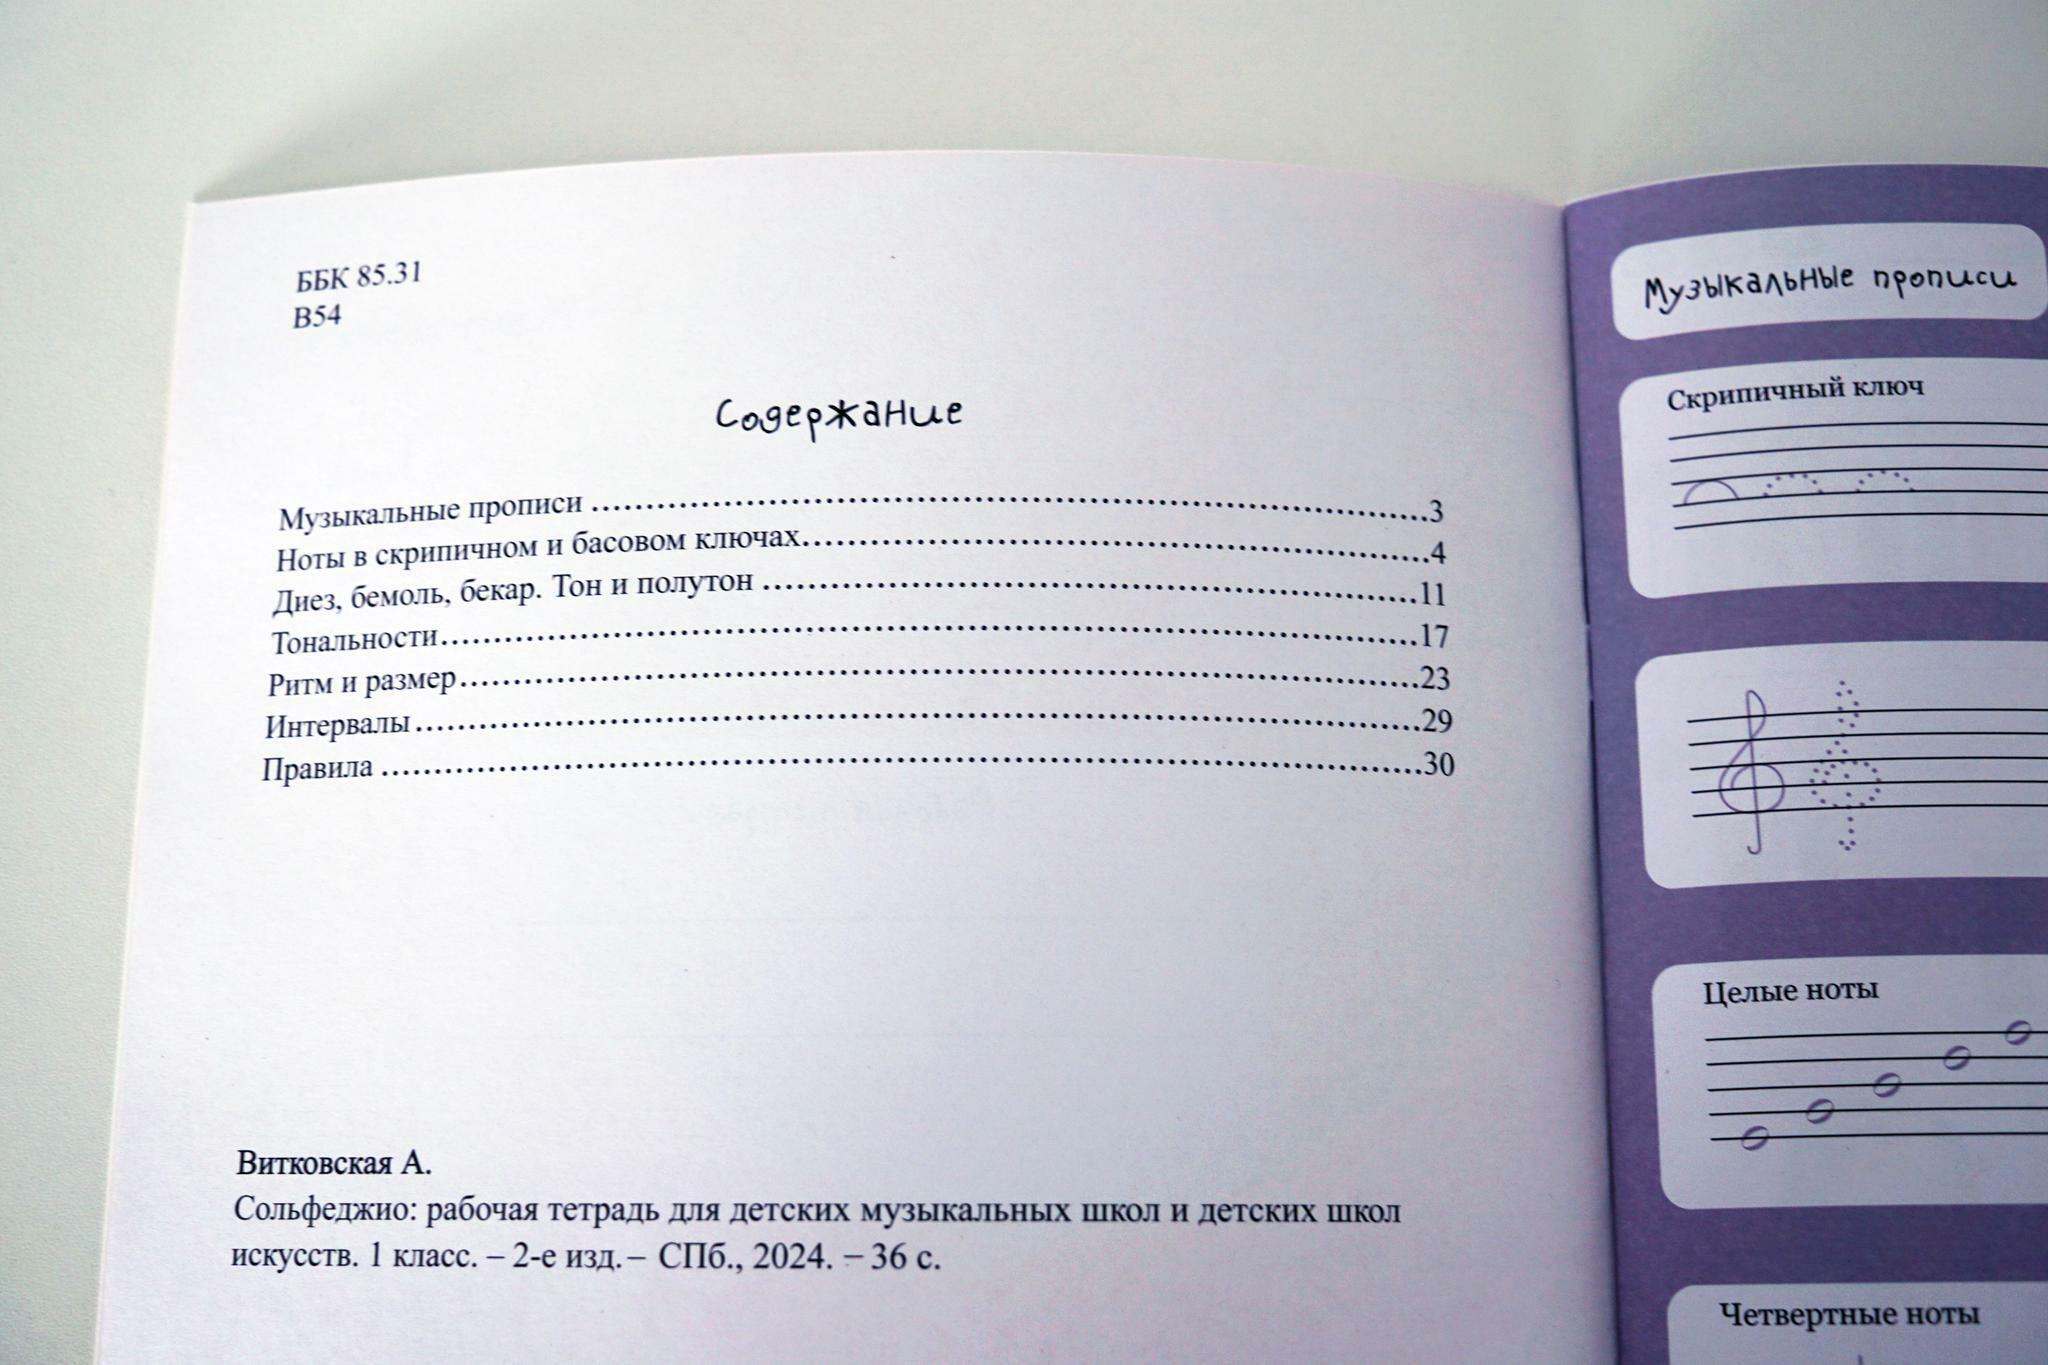 ББК 85.31
В54
Содержание
Музыкальные прописи ........................................ 3
Ноты в скрипичном и басовом ключах........................................ 4
Диез, бемоль, бекар. Тон и полутон ........................................ 11
Тональности........................................ 17
Ритм и размер........................................ 23
Интервалы ........................................ 29
Правила ........................................ 30
Витковская А.
Сольфеджио: рабочая тетрадь для детских музыкальных школ и детских школ
искусств. 1 класс. – 2-е изд. – СПб., 2024. – 36 с.
Музыкальные прописи
Скрипичный ключ
Целые ноты
Четвертные ноты